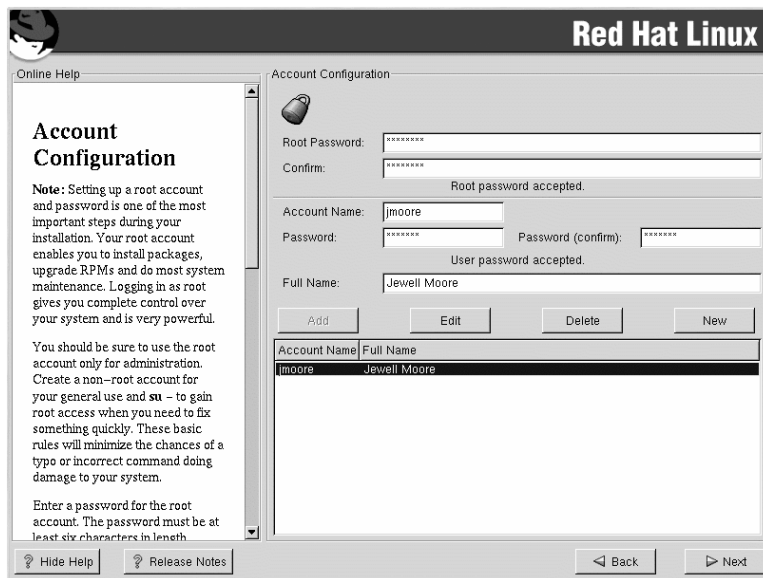 Red Hat Linux
Online Help
Account
Configuration
Note: Setting up a root account
and password is one of the most
important steps during your
installation. Your root account
enables you to install packages,
upgrade RPMs and do most system
maintenance. Logging in as root
gives you complete control over
your system and is very powerful.
You should be sure to use the root
account only for administration.
Create a non-root account for
your general use and su - to gain
root access when you need to fix
something quickly. These basic
rules will minimize the chances of a
typo or incorrect command doing
damage to your system.
Enter a password for the root
account. The password must be at
least six characters in length
Account Configuration
Root Password: ********
Confirm: ********
Root password accepted.
Account Name: jmoore
Password: ******* Password (confirm): *******
User password accepted.
Full Name: Jewell Moore
Add Edit Delete New
Account Name Full Name
jmoore Jewell Moore
? Hide Help ? Release Notes Back Next